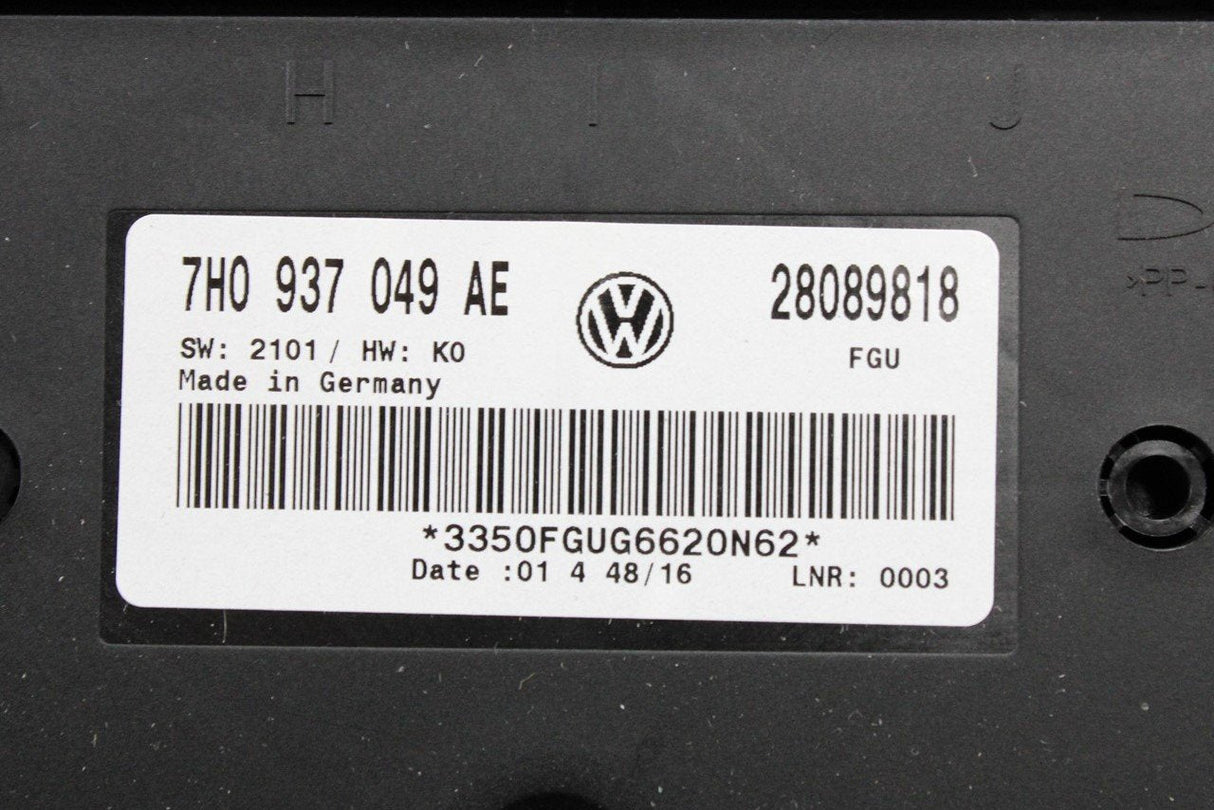 H I J
7H0 937 049 AE
28089818
SW: 2101/ HW: K0
FGU
Made in Germany
*3350FGUG6620N62*
Date :01 4 48/16 LNR: 0003
>PP-